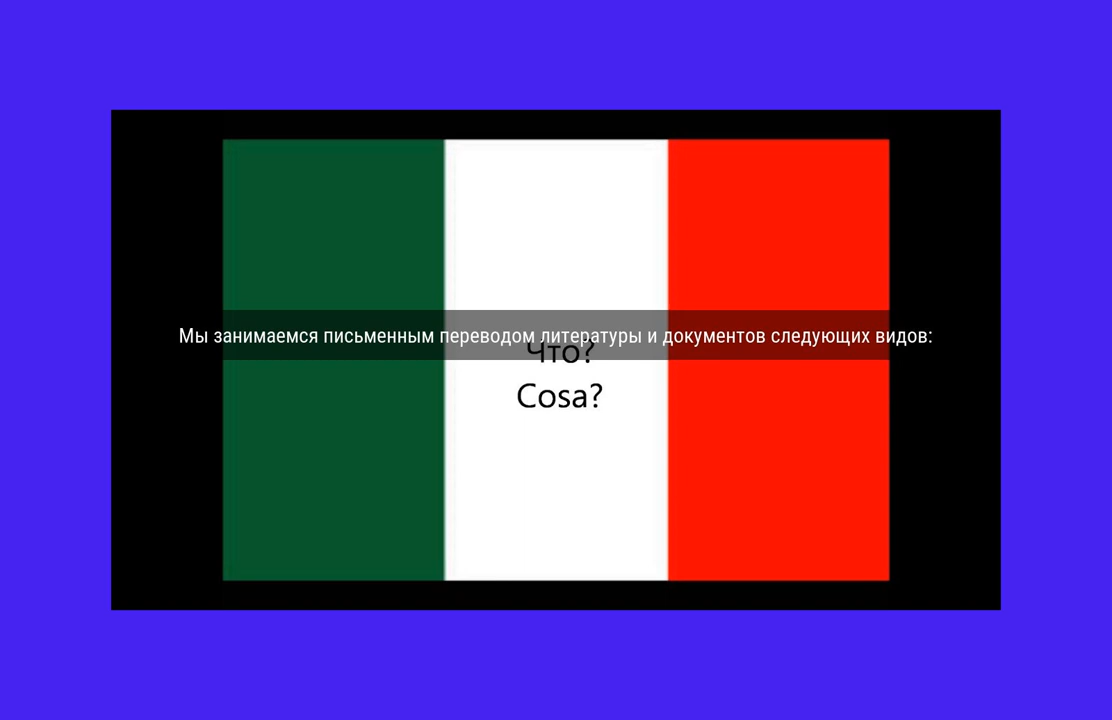 Мы занимаемся письменным переводом литературы и документов следующих видов:
Что?
Cosa?